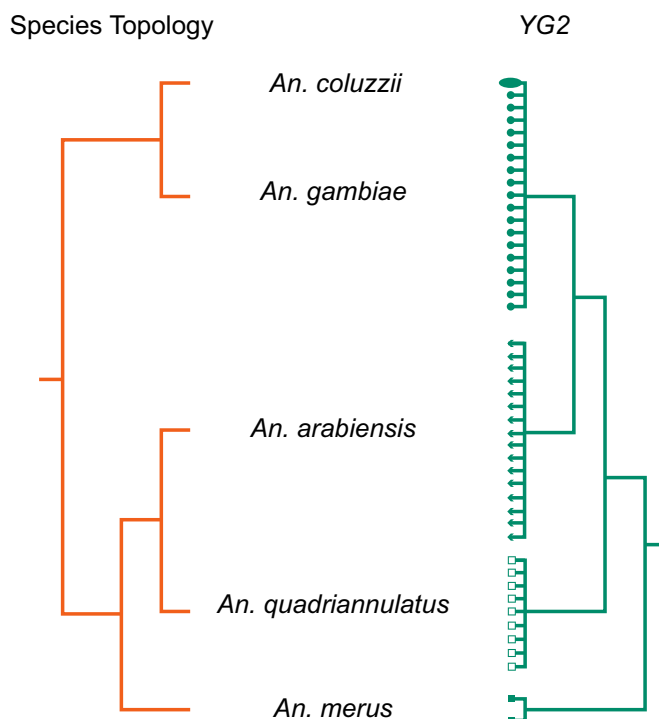 Species Topology
YG2
An. coluzzii
An. gambiae
An. arabiensis
An. quadriannulatus
An. merus